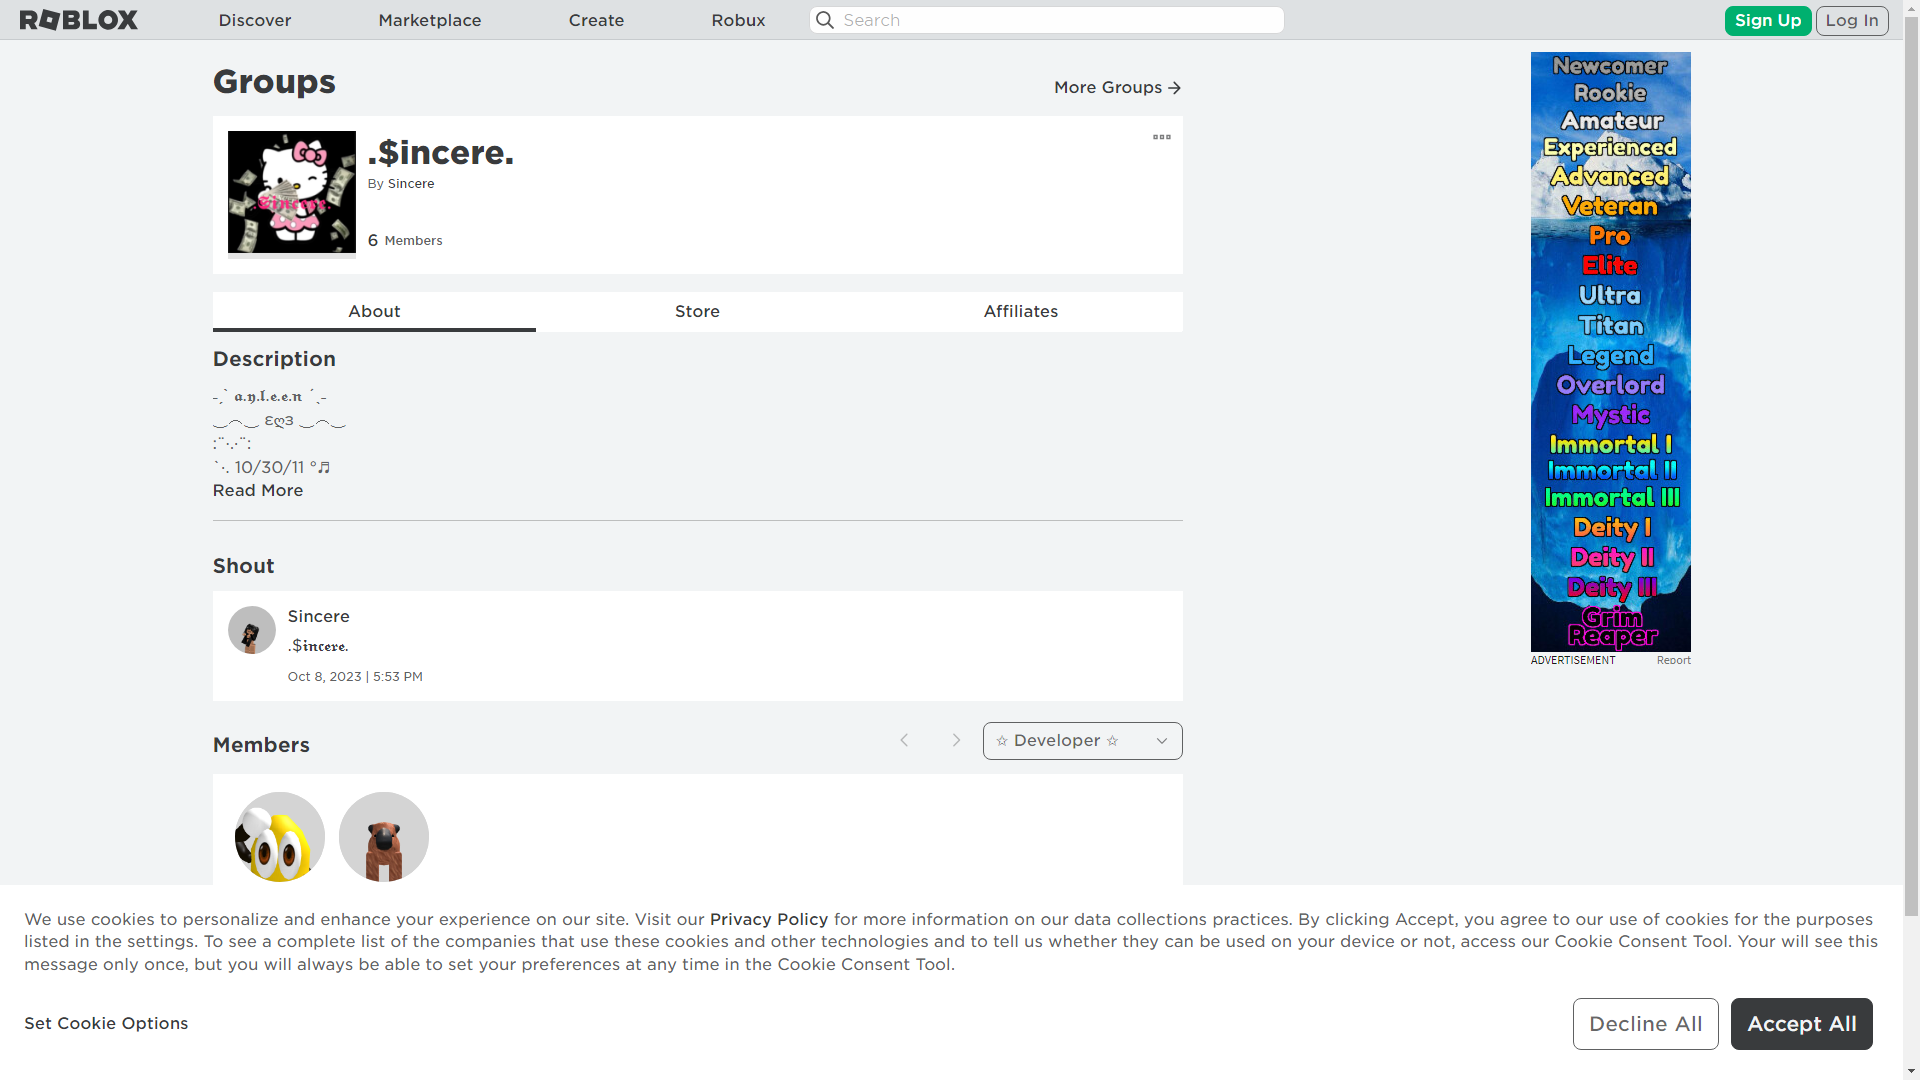 ROBLOX
Discover
Marketplace
Create
Robux
Search
Sign Up
Log In
Groups
More Groups →
.$incere.
By Sincere
6 Members
.$incere.
About
Store
Affiliates
Description
-ˏˋ 𝖆.𝖞.𝖑.𝖊.𝖊.𝖓 ˊˎ-
‿︵‿ ꒰ღ꒱ ‿︵‿
:¨·.·¨:
`·. 10/30/11 °♬
Read More
Shout
Sincere
.$𝖎𝖓𝖈𝖊𝖗𝖊.
Oct 8, 2023 | 5:53 PM
Members
☆ Developer ☆
Newcomer
Rookie
Amateur
Experienced
Advanced
Veteran
Pro
Elite
Ultra
Titan
Legend
Overlord
Mystic
Immortal I
Immortal II
Immortal III
Deity I
Deity II
Deity III
Grim
Reaper
ADVERTISEMENT
Report
We use cookies to personalize and enhance your experience on our site. Visit our Privacy Policy for more information on our data collections practices. By clicking Accept, you agree to our use of cookies for the purposes
listed in the settings. To see a complete list of the companies that use these cookies and other technologies and to tell us whether they can be used on your device or not, access our Cookie Consent Tool. Your will see this
message only once, but you will always be able to set your preferences at any time in the Cookie Consent Tool.
Set Cookie Options
Decline All
Accept All